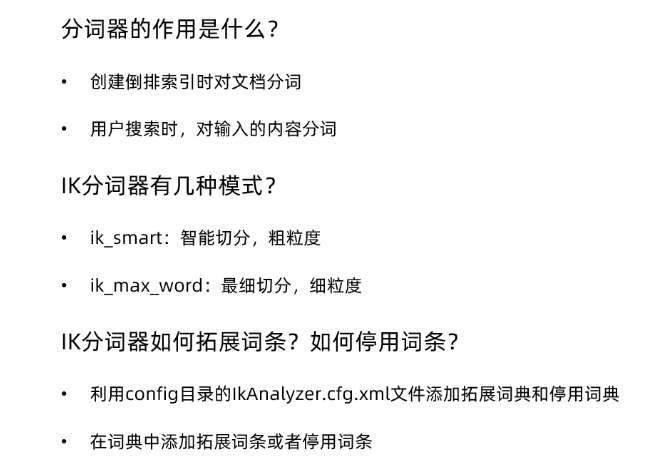 分词器的作用是什么？
• 创建倒排索引时对文档分词
• 用户搜索时，对输入的内容分词
IK分词器有几种模式？
• ik_smart：智能切分，粗粒度
• ik_max_word：最细切分，细粒度
IK分词器如何拓展词条？如何停用词条？
• 利用config目录的IkAnalyzer.cfg.xml文件添加拓展词典和停用词典
• 在词典中添加拓展词条或者停用词条